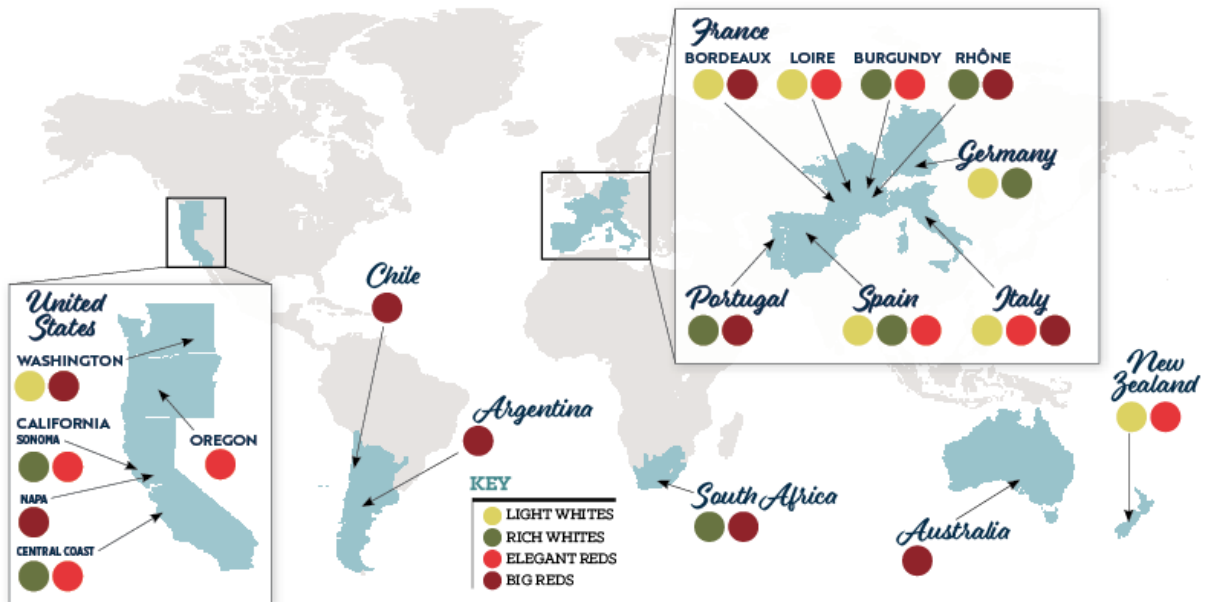 France
BORDEAUX LOIRE BURGUNDY RHÔNE
Germany
Portugal Spain Italy
Chile
Argentina
United
States
WASHINGTON
CALIFORNIA
SONOMA
OREGON
NAPA
CENTRAL COAST
KEY
LIGHT WHITES
RICH WHITES
ELEGANT REDS
BIG REDS
South Africa
Australia
New
Zealand